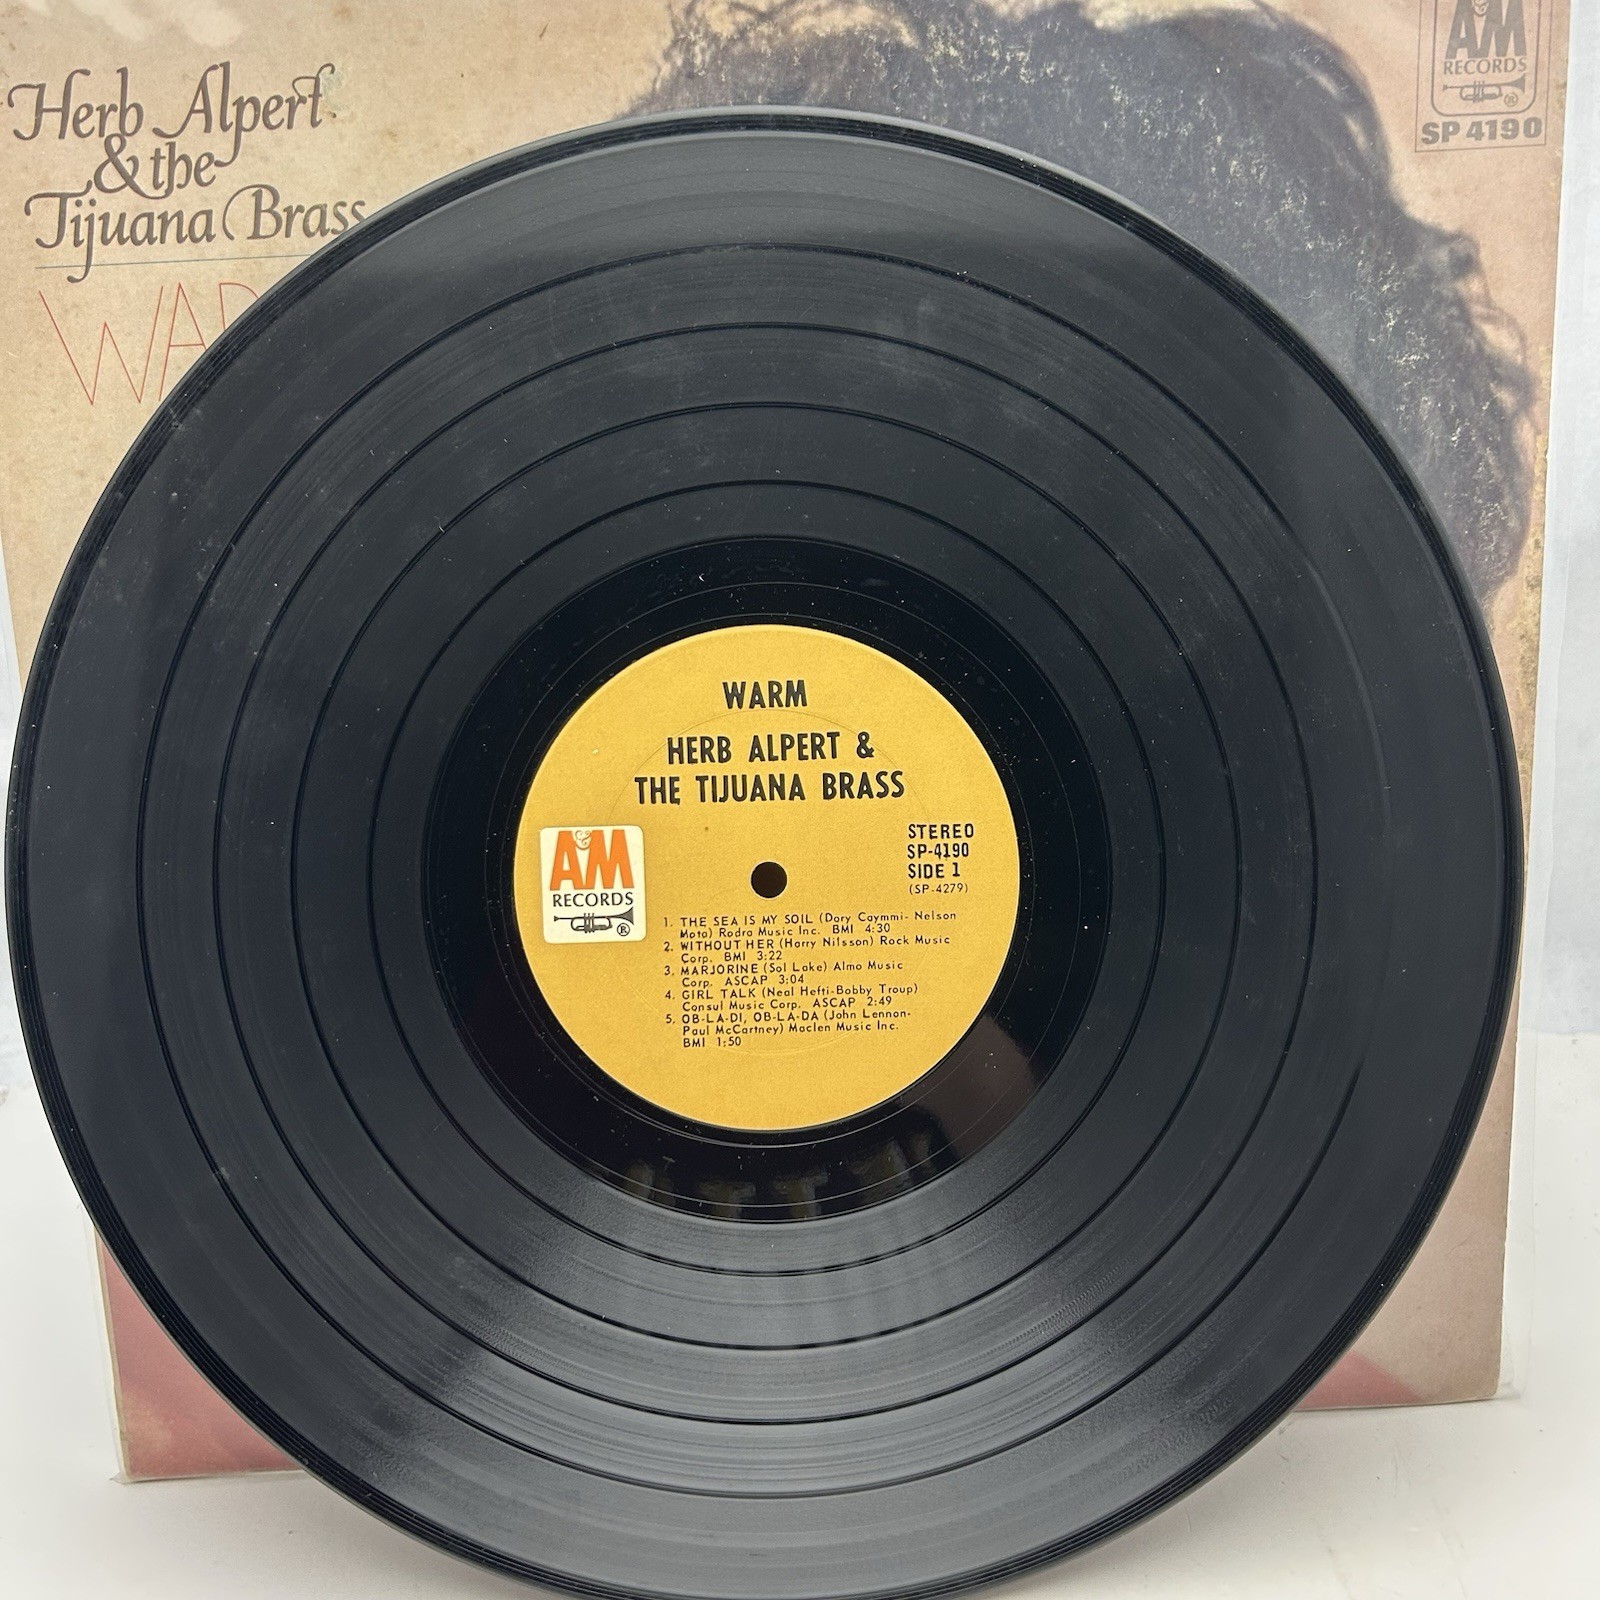 Herb Alpert
& the
Tijuana Brass
A&M
RECORDS
®
SP 4190
WARM
HERB ALPERT &
THE TIJUANA BRASS
A&M
RECORDS
®
STEREO
SP-4190
SIDE 1
(SP-4279)
1. THE SEA IS MY SOIL (Dory Caymmi- Nelson
Mota) Rodra Music Inc. BMI 4:30
2. WITHOUT HER (Harry Nilsson) Rock Music
Corp. BMI 3:22
3. MARJORINE (Sol Lake) Almo Music
Corp. ASCAP 3:04
4. GIRL TALK (Neal Hefti-Bobby Troup)
Consul Music Corp. ASCAP 2:49
5. OB-LA-DI, OB-LA-DA (John Lennon-
Paul McCartney) Maclen Music Inc.
BMI 1:50